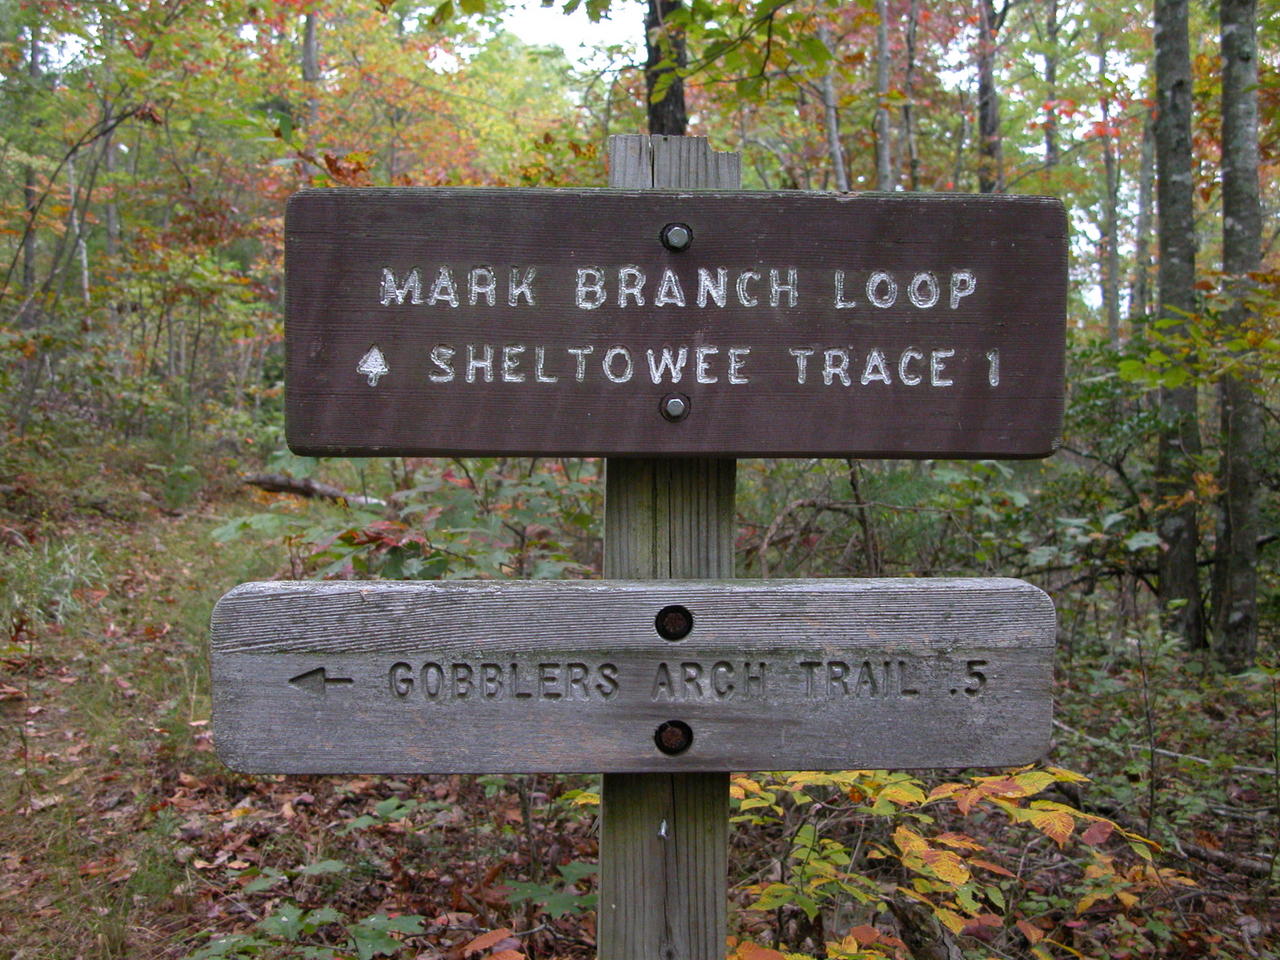 MARK BRANCH LOOP
SHELTOWEE TRACE 1
GOBBLERS ARCH TRAIL .5